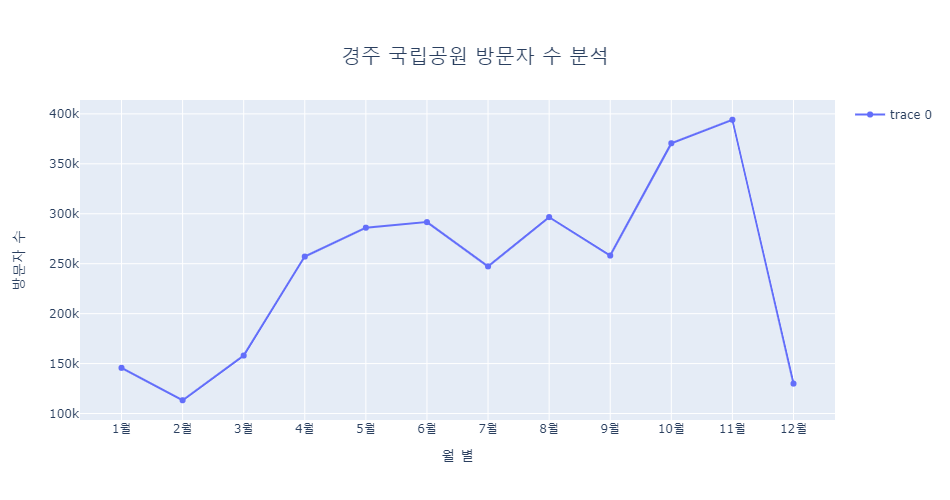 경주 국립공원 방문자 수 분석
400k
350k
300k
250k
200k
150k
100k
방문자 수
1월
2월
3월
4월
5월
6월
7월
8월
9월
10월
11월
12월
월 별
trace 0